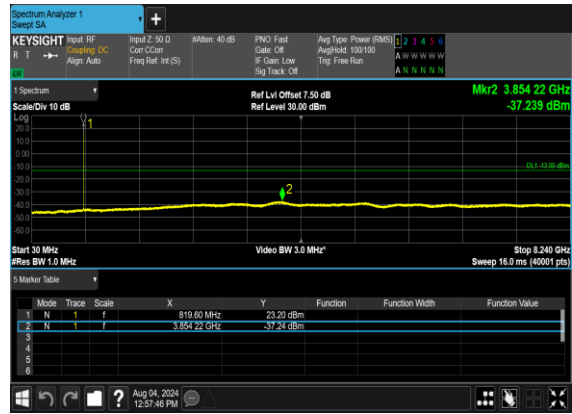 Spectrum Analyzer 1
Swept SA
KEYSIGHT Input: RF Input Z: 50 Ω #Atten: 40 dB PNO: Fast Avg Type: Power (RMS) 1 2 3 4 5 6
R T Coupling: DC Corr CCorr Gate: Off Avg|Hold: 100/100 A W W W W W
Align: Auto Freq Ref: Int (S) IF Gain: Low Trig: Free Run A N N N N N
Sig Track: Off
1 Spectrum
Ref Lvl Offset 7.50 dB Mkr2 3.854 22 GHz
Scale/Div 10 dB Ref Level 30.00 dBm -37.239 dBm
Log
1
20.0
10.0
0.00
-10.0
DL1 -13.00 dBm
-20.0
-30.0
2
-40.0
-50.0
-60.0
Start 30 MHz Video BW 3.0 MHz* Stop 8.240 GHz
#Res BW 1.0 MHz Sweep 16.0 ms (40001 pts)
5 Marker Table
Mode Trace Scale X Y Function Function Width Function Value
1 N 1 f 819.60 MHz 23.20 dBm
2 N 1 f 3.854 22 GHz -37.24 dBm
3
4
5
6
? Aug 04, 2024
12:57:46 PM